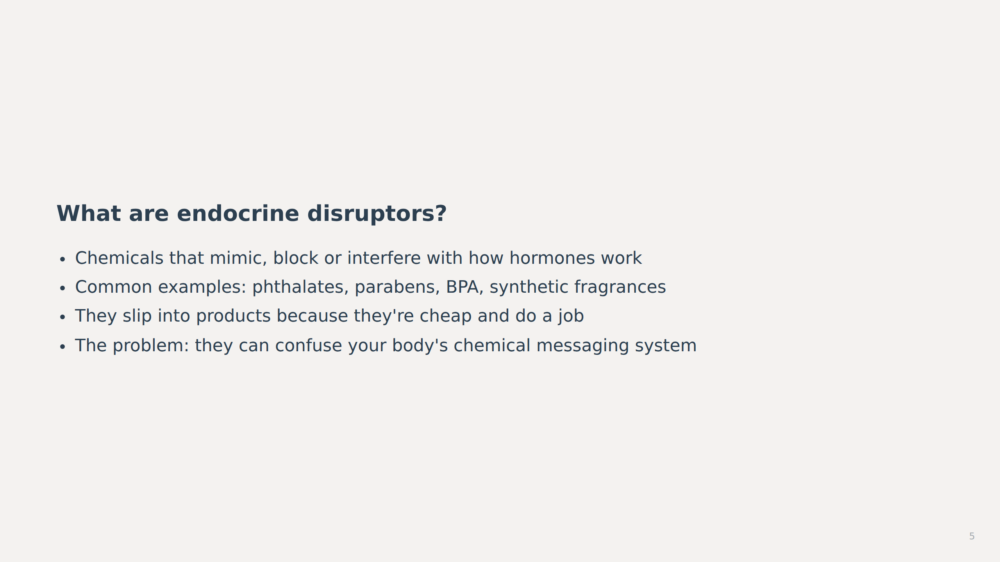 What are endocrine disruptors?
• Chemicals that mimic, block or interfere with how hormones work
• Common examples: phthalates, parabens, BPA, synthetic fragrances
• They slip into products because they're cheap and do a job
• The problem: they can confuse your body's chemical messaging system
5